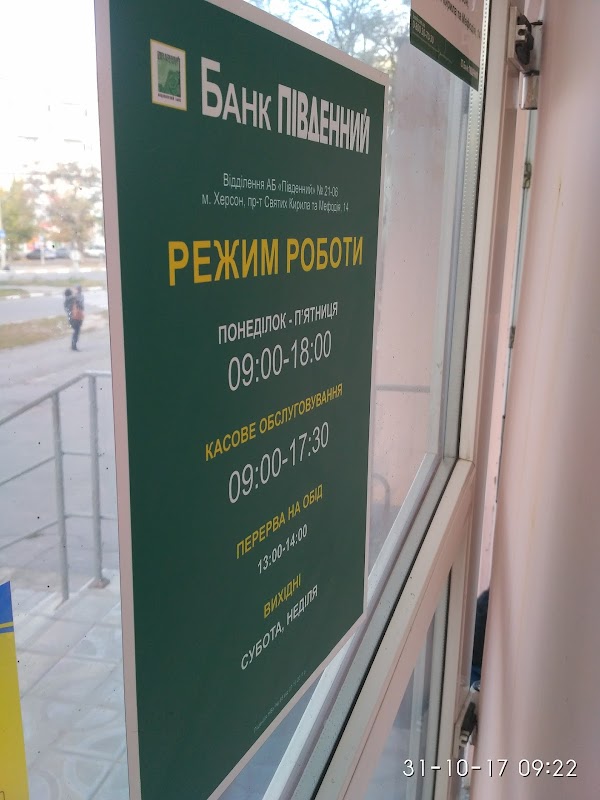 Банк ПІВДЕННИЙ
Відділення АБ «Південний» № 21-06
м. Херсон, пр-т Святих Кирила та Мефодія, 14
РЕЖИМ РОБОТИ
ПОНЕДІЛОК - П'ЯТНИЦЯ
09:00-18:00
КАСОВЕ ОБСЛУГОВУВАННЯ
09:00-17:30
ПЕРЕРВА НА ОБІД
13:00-14:00
ВИХІДНІ
СУБОТА, НЕДІЛЯ
31-10-17 09:22